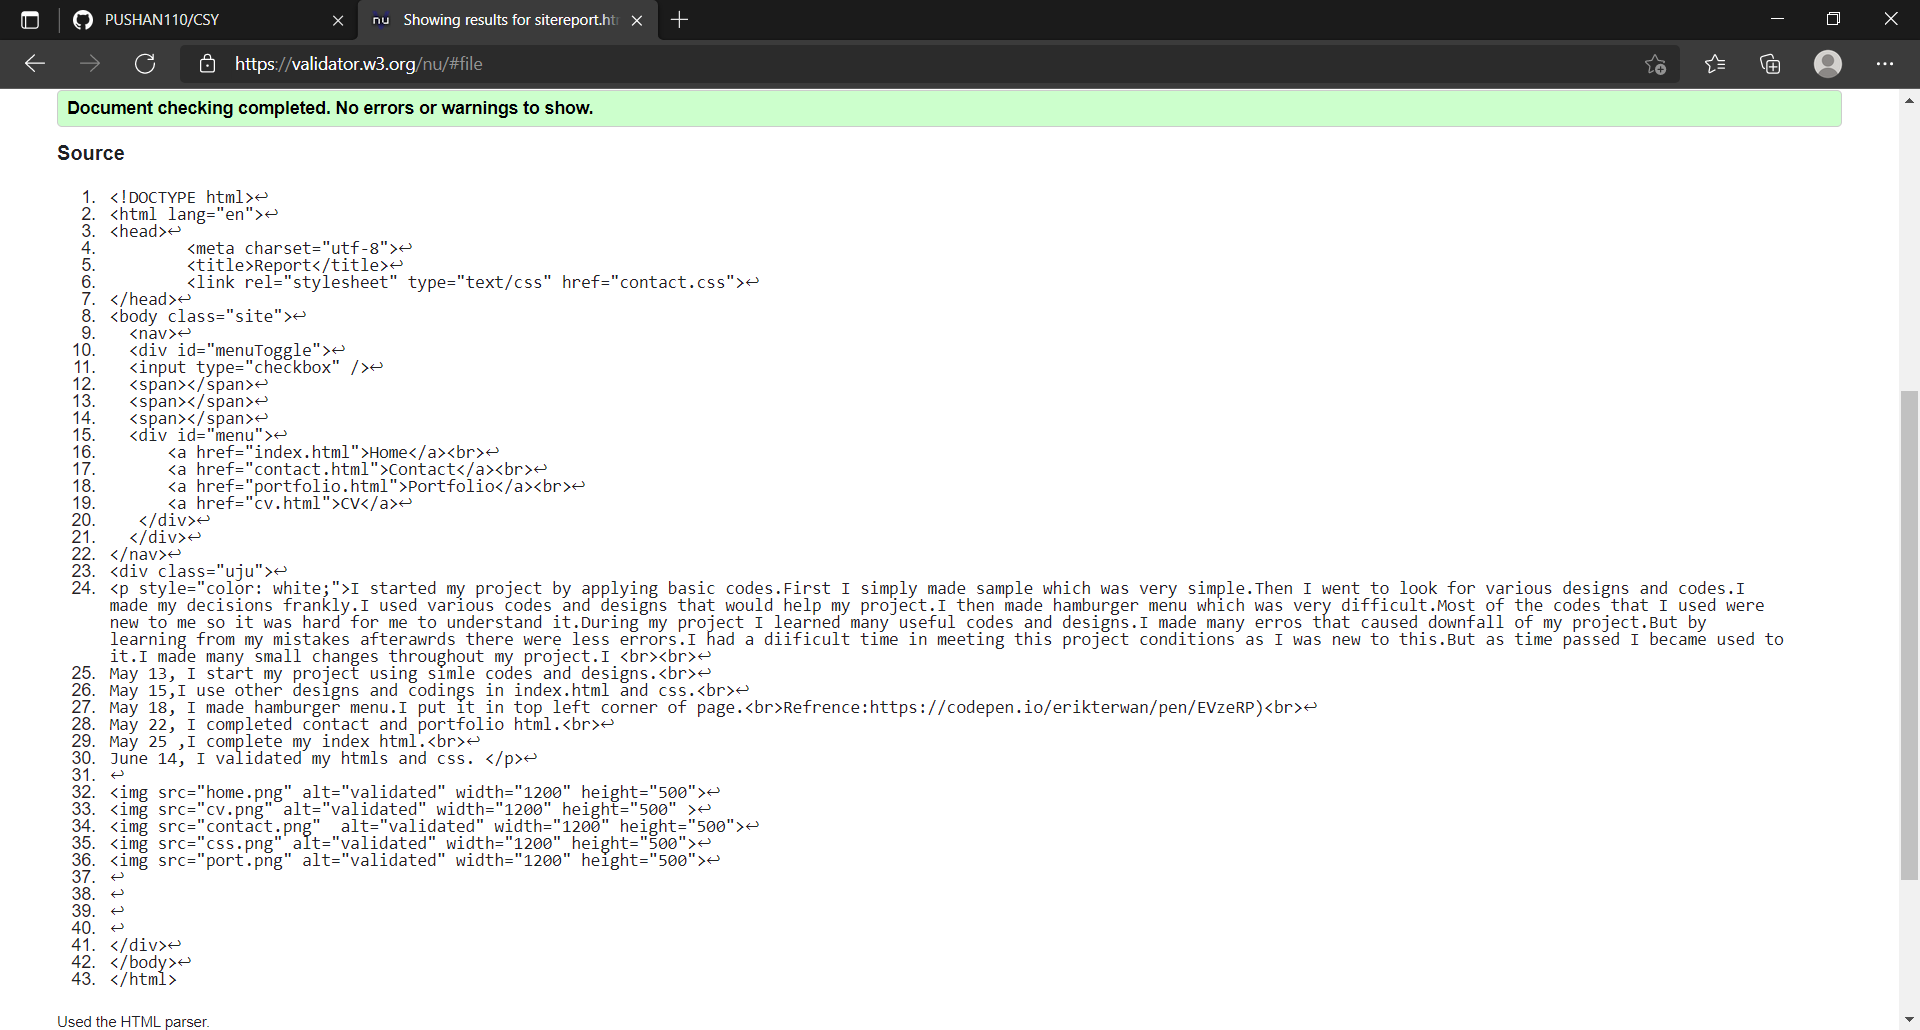 PUSHAN110/CSY
nu Showing results for sitereport.ht
https://validator.w3.org/nu/#file
Document checking completed. No errors or warnings to show.
Source
1. <!DOCTYPE html>↩
2. <html lang="en">↩
3. <head>↩
4. <meta charset="utf-8">↩
5. <title>Report</title>↩
6. <link rel="stylesheet" type="text/css" href="contact.css">↩
7. </head>↩
8. <body class="site">↩
9. <nav>↩
10. <div id="menuToggle">↩
11. <input type="checkbox" />↩
12. <span></span>↩
13. <span></span>↩
14. <span></span>↩
15. <div id="menu">↩
16. <a href="index.html">Home</a><br>↩
17. <a href="contact.html">Contact</a><br>↩
18. <a href="portfolio.html">Portfolio</a><br>↩
19. <a href="cv.html">CV</a>↩
20. </div>↩
21. </div>↩
22. </nav>↩
23. <div class="uju">↩
24. <p style="color: white;">I started my project by applying basic codes.First I simply made sample which was very simple.Then I went to look for various designs and codes.I
made my decisions frankly.I used various codes and designs that would help my project.I then made hamburger menu which was very difficult.Most of the codes that I used were
new to me so it was hard for me to understand it.During my project I learned many useful codes and designs.I made many erros that caused downfall of my project.But by
learning from my mistakes afterawrds there were less errors.I had a diificult time in meeting this project conditions as I was new to this.But as time passed I became used to
it.I made many small changes throughout my project.I <br><br>↩
25. May 13, I start my project using simle codes and designs.<br>↩
26. May 15,I use other designs and codings in index.html and css.<br>↩
27. May 18, I made hamburger menu.I put it in top left corner of page.<br>Refrence:https://codepen.io/erikterwan/pen/EVzeRP)<br>↩
28. May 22, I completed contact and portfolio html.<br>↩
29. May 25 ,I complete my index html.<br>↩
30. June 14, I validated my htmls and css. </p>↩
31. ↩
32. <img src="home.png" alt="validated" width="1200" height="500">↩
33. <img src="cv.png" alt="validated" width="1200" height="500" >↩
34. <img src="contact.png"  alt="validated" width="1200" height="500">↩
35. <img src="css.png" alt="validated" width="1200" height="500">↩
36. <img src="port.png" alt="validated" width="1200" height="500">↩
37. ↩
38. ↩
39. ↩
40. ↩
41. </div>↩
42. </body>↩
43. </html>
Used the HTML parser.